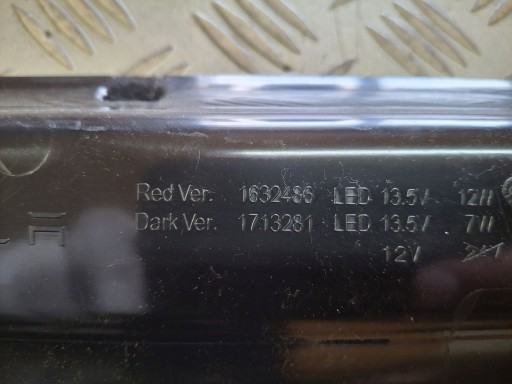 Red Ver. 1632486 LED 13.5V 12W
Dark Ver. 1713281 LED 13.5V 7W
12V